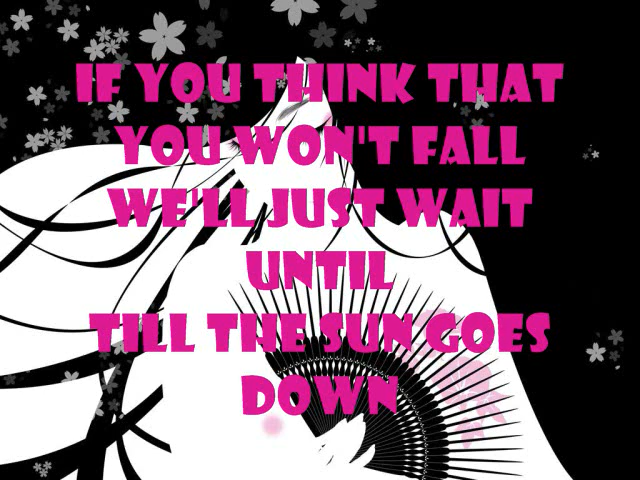 IF YOU THINK THAT
YOU WON'T FALL
WE'LL JUST WAIT
UNTIL
TILL THE SUN GOES
DOWN